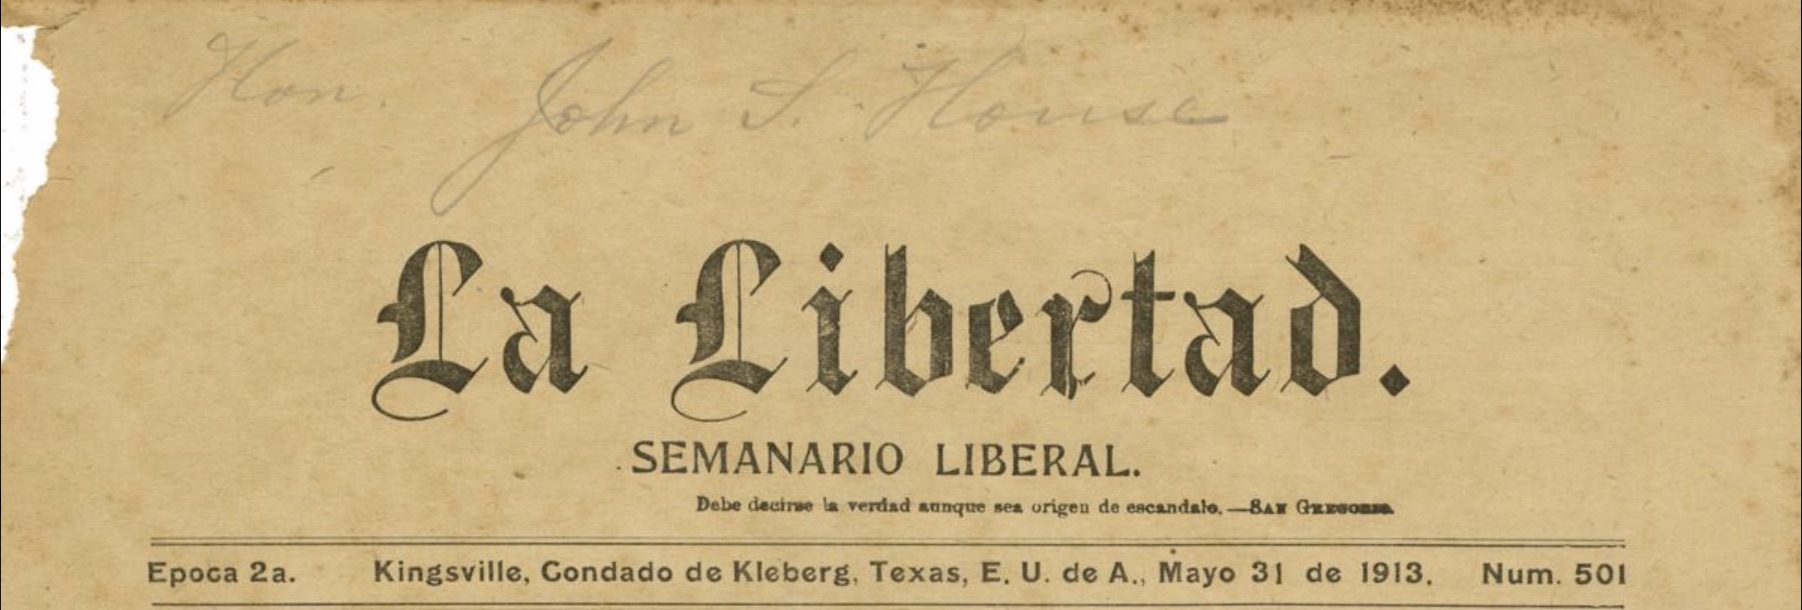 Hon. John S. House
La Libertad.
SEMANARIO LIBERAL.
Debe decirse la verdad aunque sea origen de escandalo.—SAN GREGORIO.
Epoca 2a. Kingsville, Condado de Kleberg, Texas, E. U. de A., Mayo 31 de 1913. Num. 501